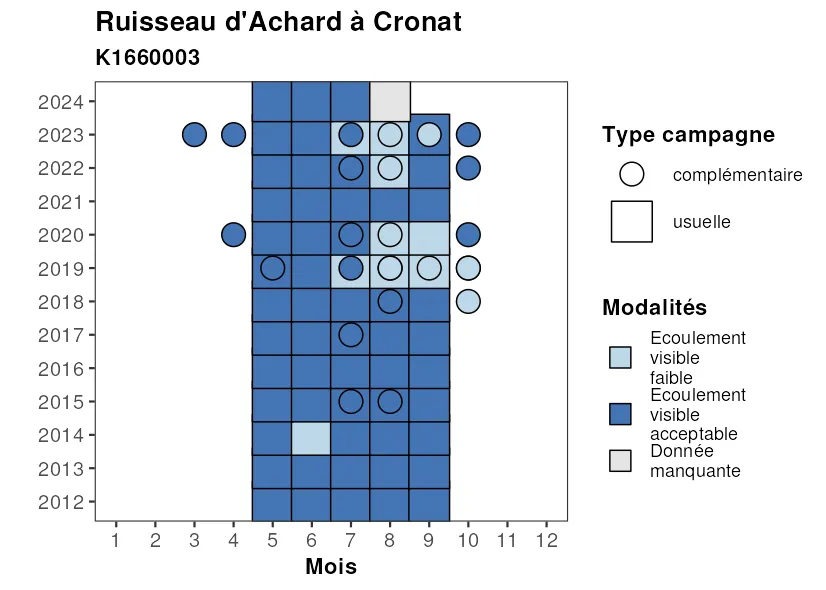 Ruisseau d'Achard à Cronat
K1660003
2024
2023
2022
2021
2020
2019
2018
2017
2016
2015
2014
2013
2012
1 2 3 4 5 6 7 8 9 10 11 12
Mois
Type campagne
complémentaire
usuelle
Modalités
Ecoulement
visible
faible
Ecoulement
visible
acceptable
Donnée
manquante